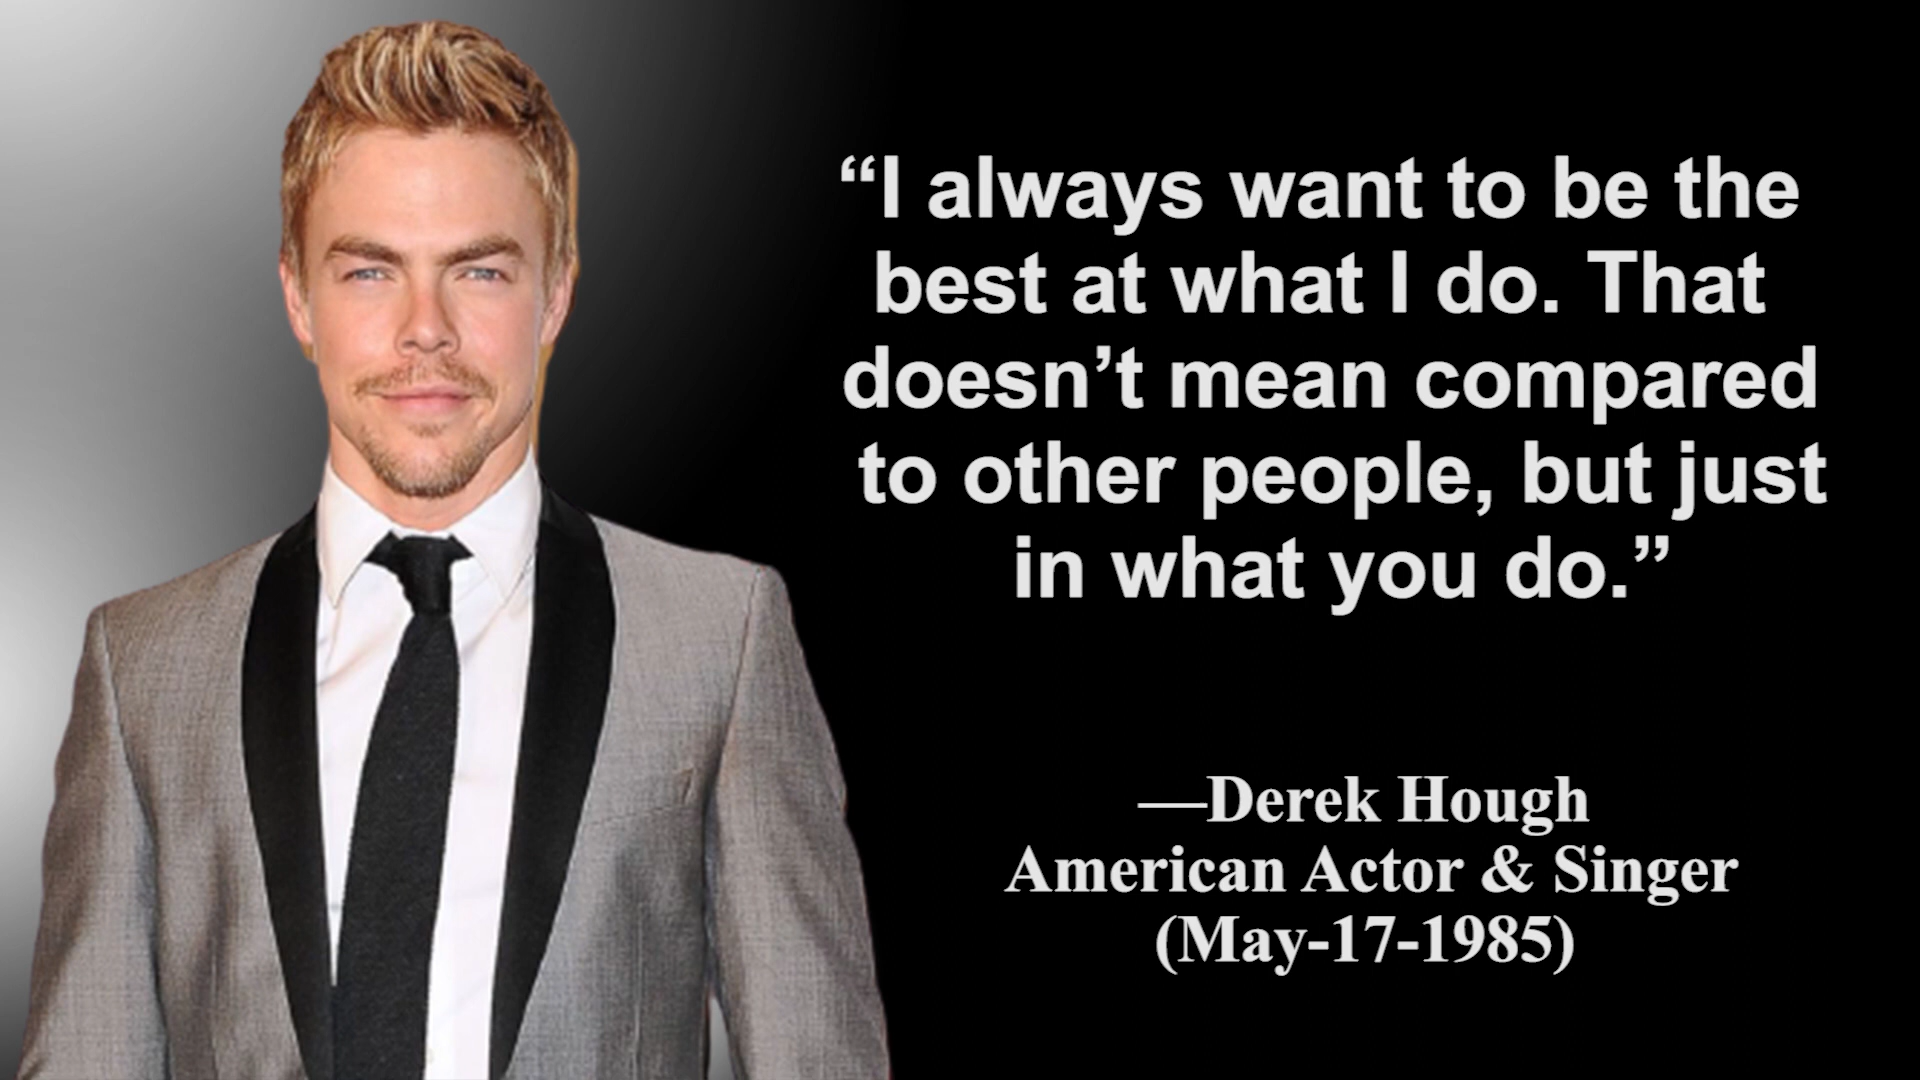 “I always want to be the
best at what I do. That
doesn’t mean compared
to other people, but just
in what you do.”
—Derek Hough
American Actor & Singer
(May-17-1985)